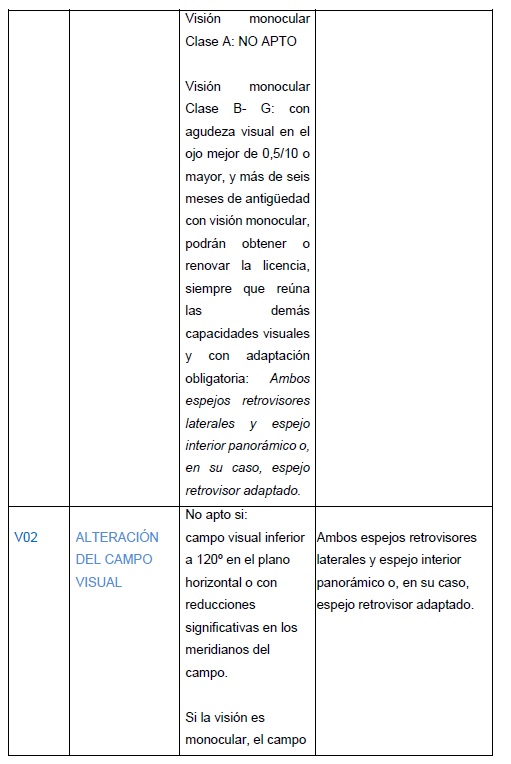 Visión monocular
Clase A: NO APTO
Visión monocular
Clase B- G: con
agudeza visual en el
ojo mejor de 0,5/10 o
mayor, y más de seis
meses de antigüedad
con visión monocular,
podrán obtener o
renovar la licencia,
siempre que reúna
las demás
capacidades visuales
y con adaptación
obligatoria: Ambos
espejos retrovisores
laterales y espejo
interior panorámico o,
en su caso, espejo
retrovisor adaptado.
V02
ALTERACIÓN
DEL CAMPO
VISUAL
No apto si:
campo visual inferior
a 120º en el plano
horizontal o con
reducciones
significativas en los
meridianos del
campo.
Si la visión es
monocular, el campo
Ambos espejos retrovisores
laterales y espejo interior
panorámico o, en su caso,
espejo retrovisor adaptado.